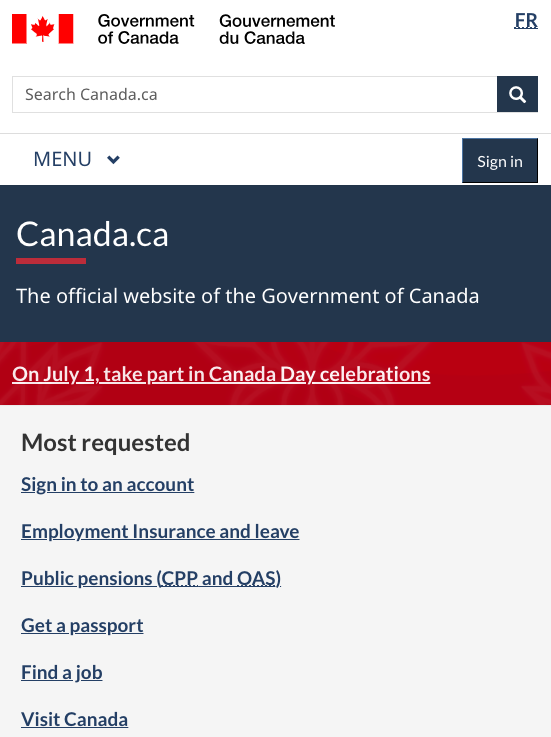 Government of Canada
Gouvernement du Canada
FR
Search Canada.ca
MENU
Sign in
Canada.ca
The official website of the Government of Canada
On July 1, take part in Canada Day celebrations
Most requested
Sign in to an account
Employment Insurance and leave
Public pensions (CPP and OAS)
Get a passport
Find a job
Visit Canada